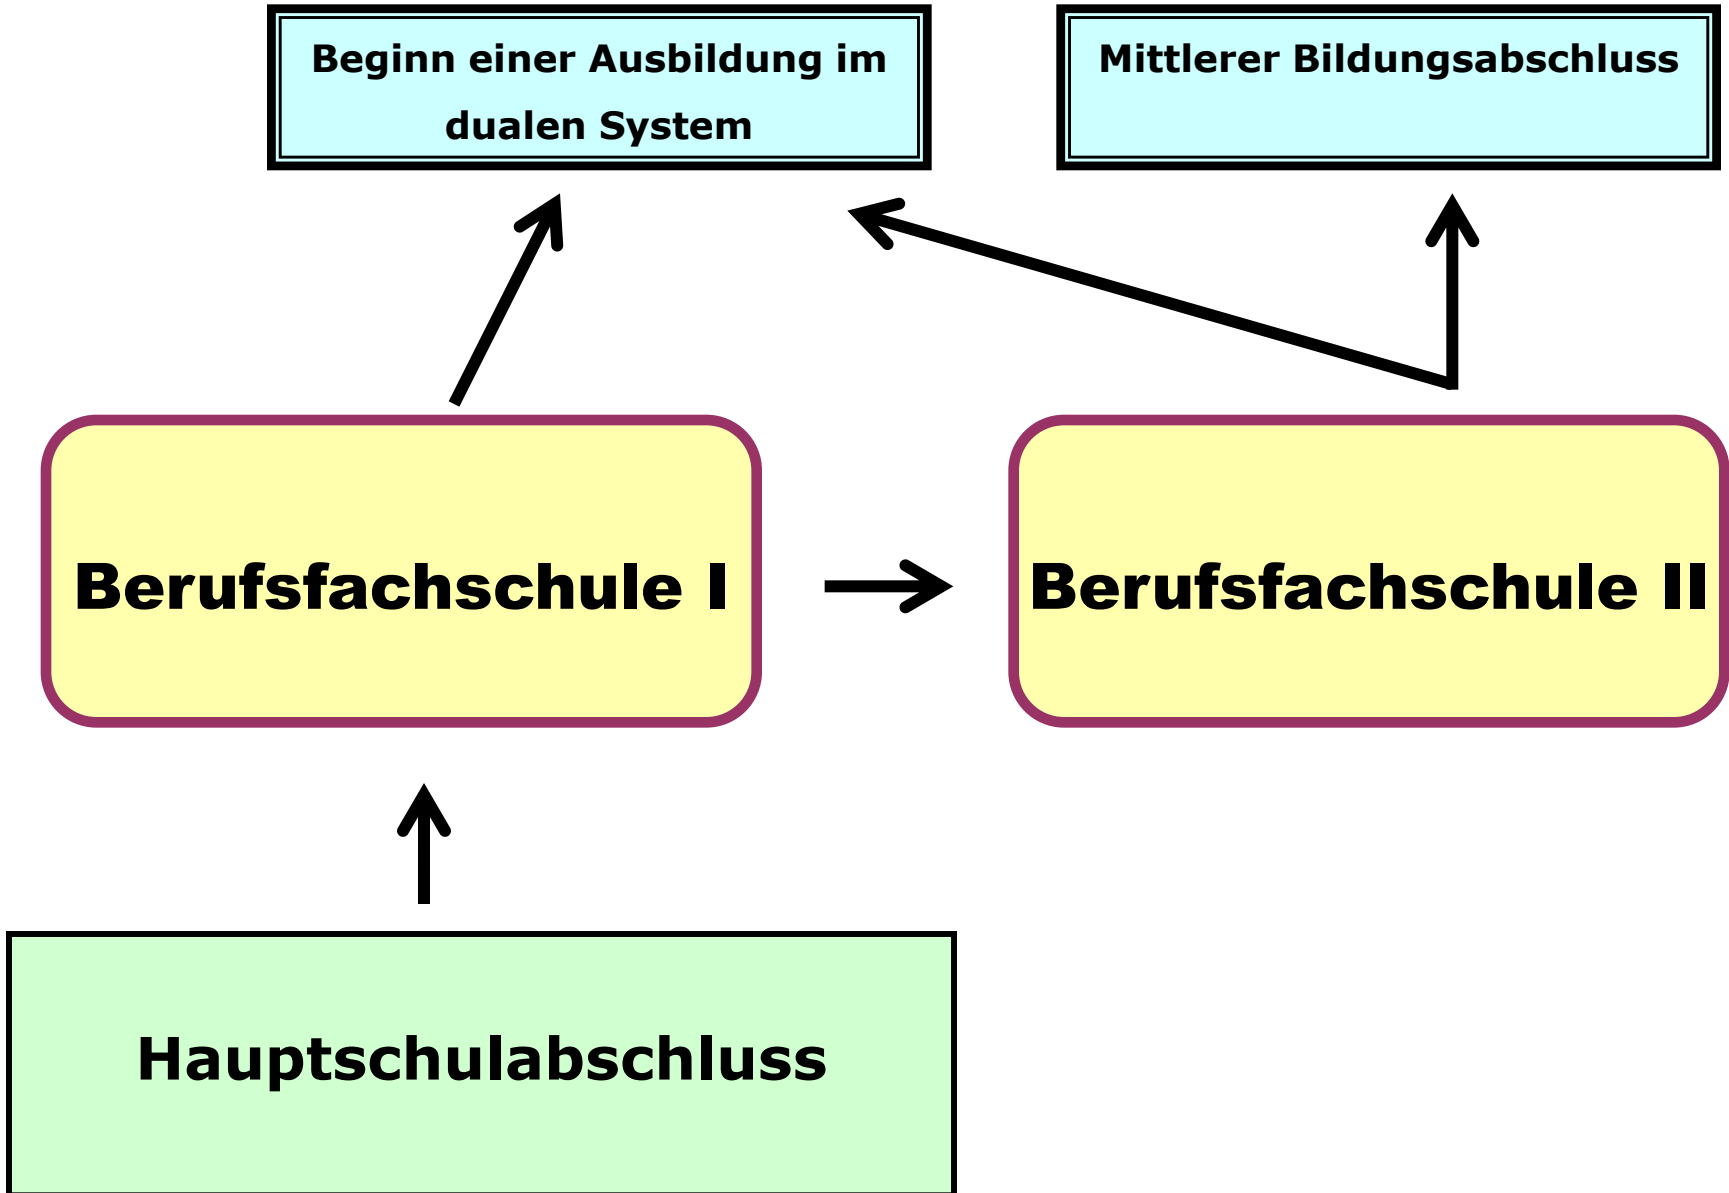 Beginn einer Ausbildung im
dualen System
Mittlerer Bildungsabschluss
Berufsfachschule I
Berufsfachschule II
Hauptschulabschluss